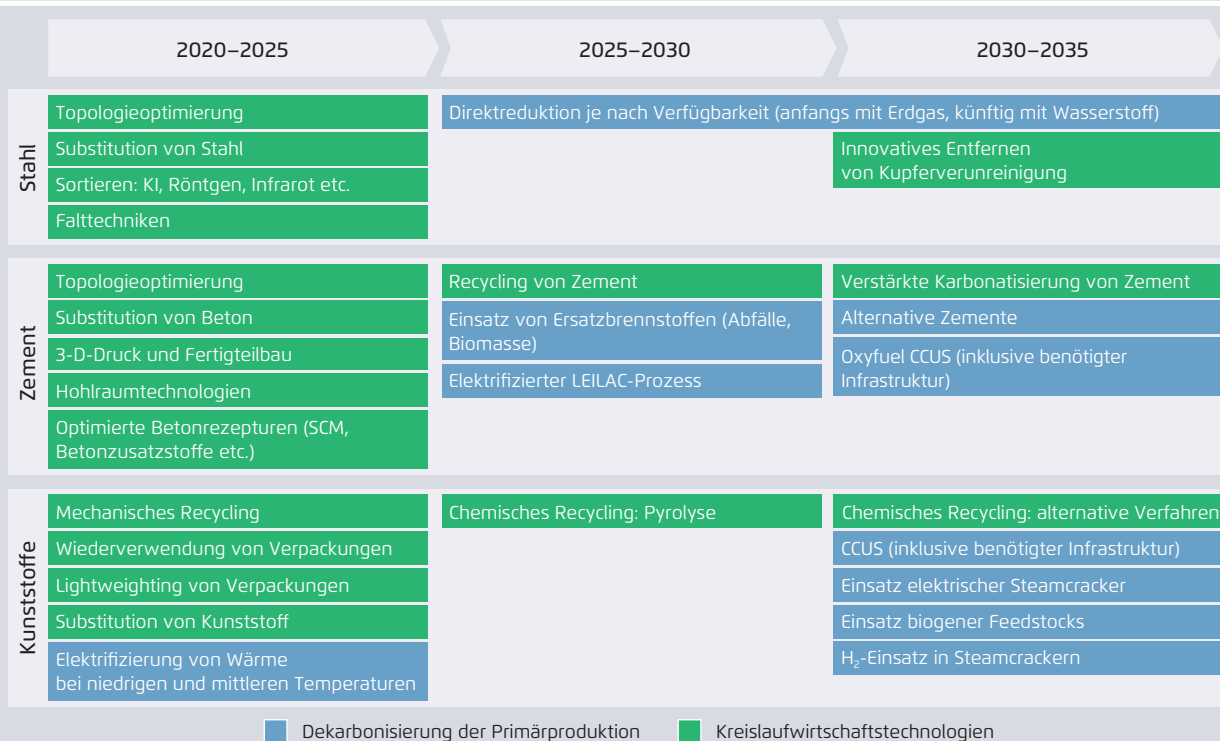 2020–2025
2025–2030
2030–2035
Stahl
Topologieoptimierung
Substitution von Stahl
Sortieren: KI, Röntgen, Infrarot etc.
Falttechniken
Direktreduktion je nach Verfügbarkeit (anfangs mit Erdgas, künftig mit Wasserstoff)
Innovatives Entfernen
von Kupferverunreinigung
Zement
Topologieoptimierung
Substitution von Beton
3-D-Druck und Fertigteilbau
Hohlraumtechnologien
Optimierte Betonrezepturen (SCM,
Betonzusatzstoffe etc.)
Recycling von Zement
Einsatz von Ersatzbrennstoffen (Abfälle,
Biomasse)
Elektrifizierter LEILAC-Prozess
Verstärkte Karbonatisierung von Zement
Alternative Zemente
Oxyfuel CCUS (inklusive benötigter
Infrastruktur)
Kunststoffe
Mechanisches Recycling
Wiederverwendung von Verpackungen
Lightweighting von Verpackungen
Substitution von Kunststoff
Elektrifizierung von Wärme
bei niedrigen und mittleren Temperaturen
Chemisches Recycling: Pyrolyse
Chemisches Recycling: alternative Verfahren
CCUS (inklusive benötigter Infrastruktur)
Einsatz elektrischer Steamcracker
Einsatz biogener Feedstocks
H₂-Einsatz in Steamcrackern
Dekarbonisierung der Primärproduktion
Kreislaufwirtschaftstechnologien